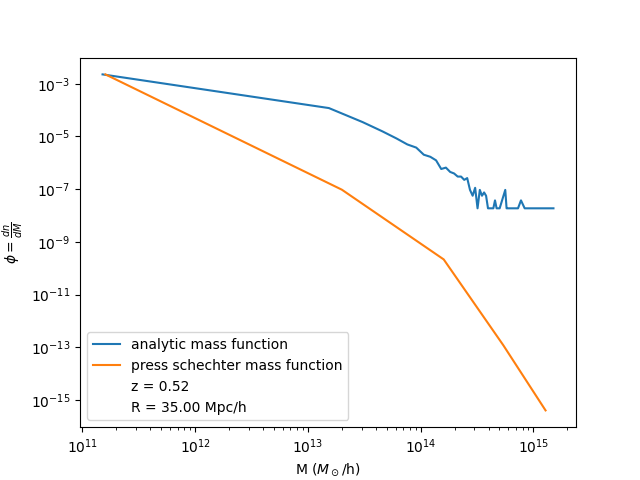 10⁻³
10⁻⁵
10⁻⁷
10⁻⁹
10⁻¹¹
10⁻¹³
10⁻¹⁵
ϕ = dn/dM
analytic mass function
press schechter mass function
z = 0.52
R = 35.00 Mpc/h
10¹¹ 10¹² 10¹³ 10¹⁴ 10¹⁵
M (M⊙/h)